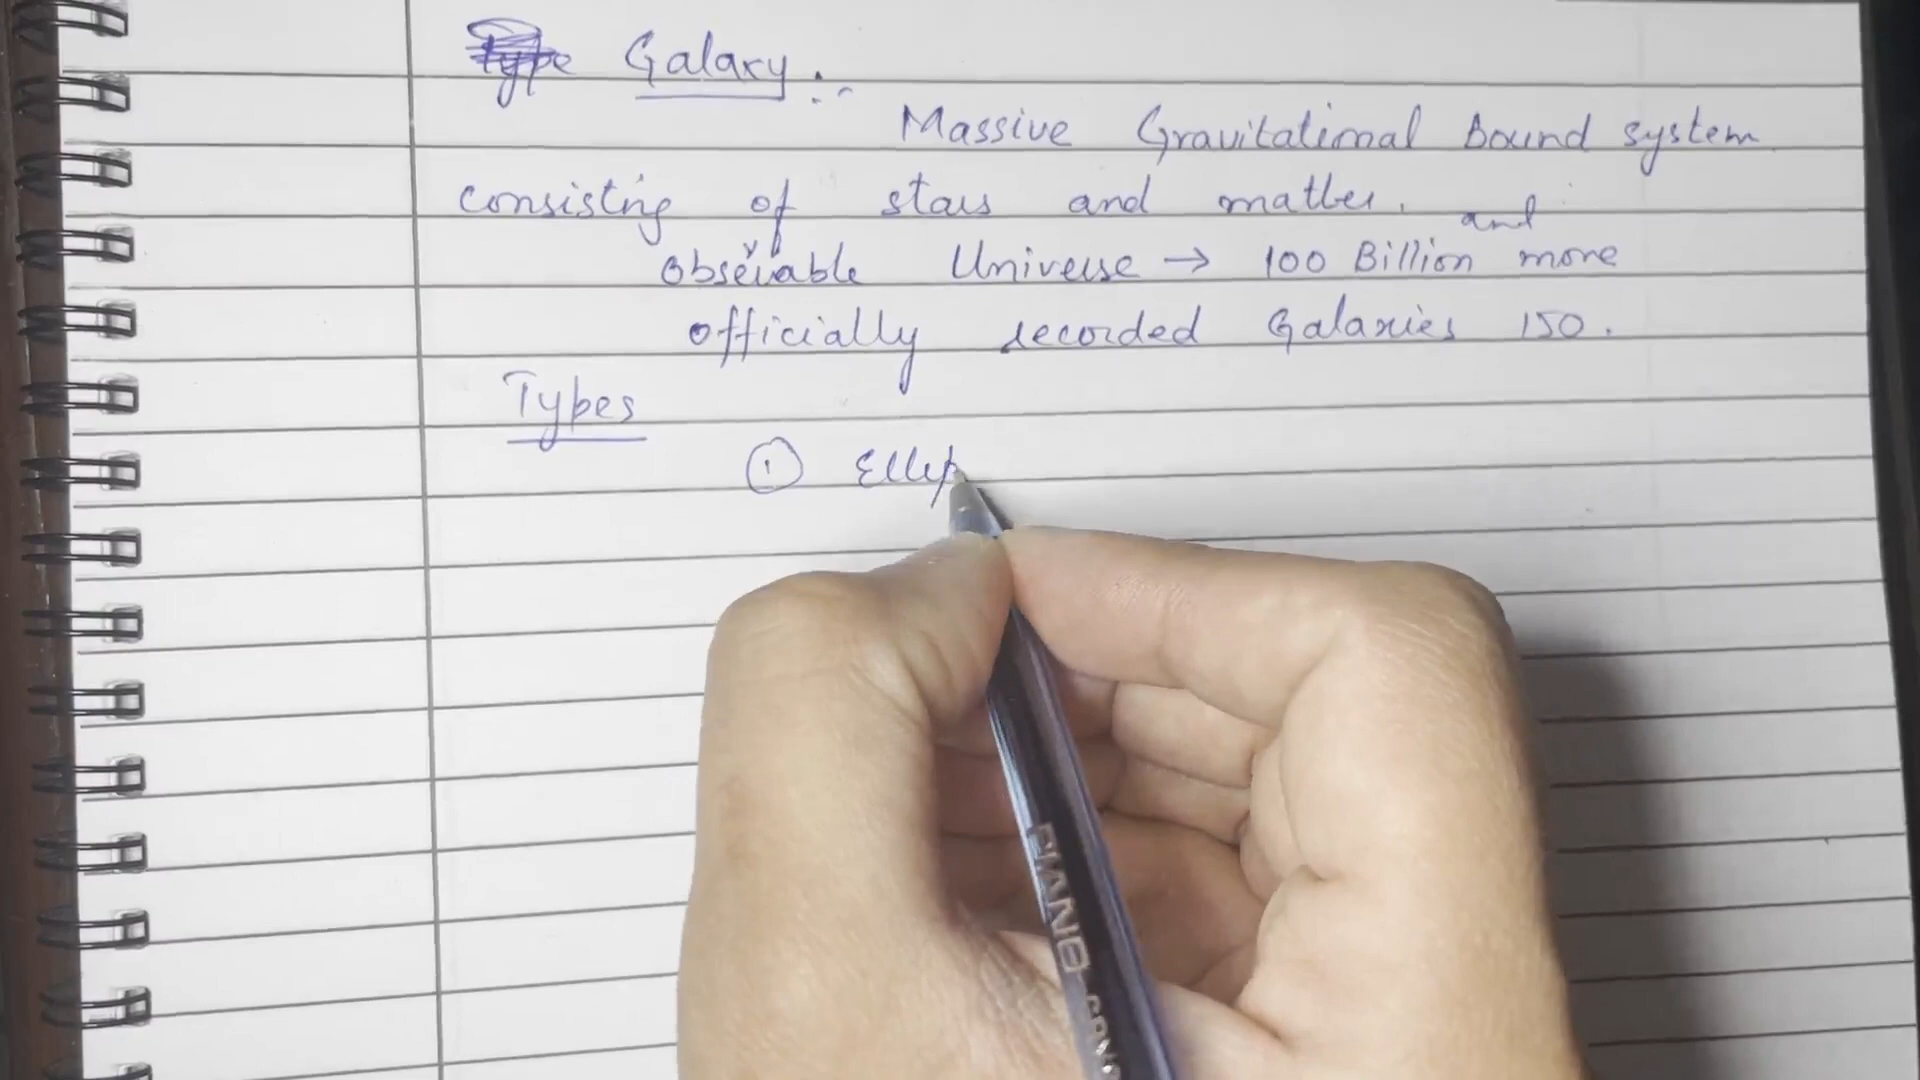 Type Galaxy :-
Massive Gravitational Bound system
consisting of stars and matter.
and
Observable Universe → 100 Billion more
officially recorded Galaxies 150.
Types
① Ellip
PIANO